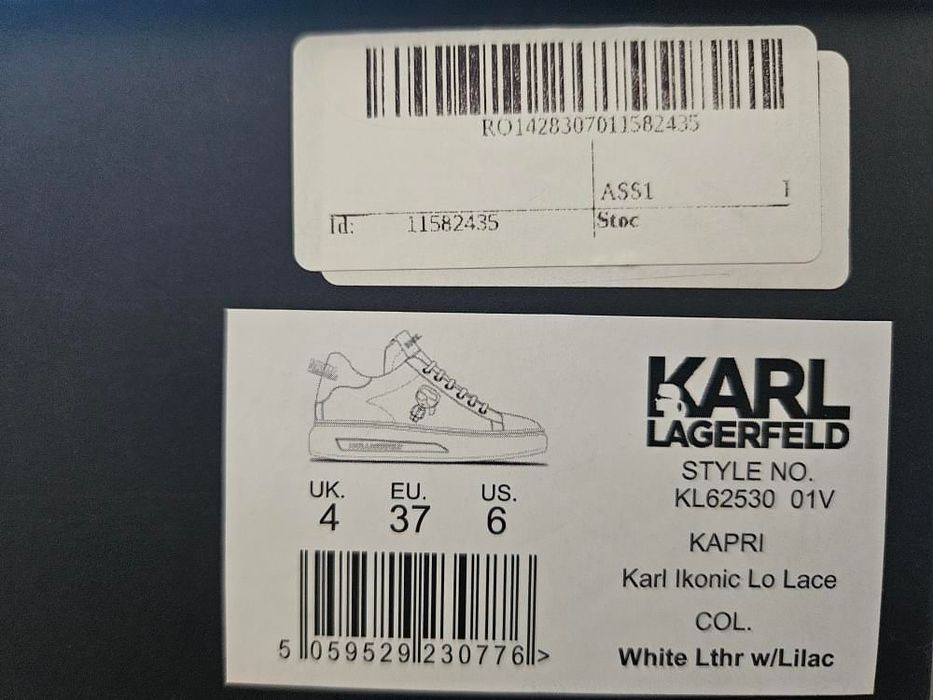 RO1428307011582435
ASS1
Id: 11582435 Stoc
KARL
LAGERFELD
STYLE NO.
KL62530 01V
KAPRI
Karl Ikonic Lo Lace
COL.
White Lthr w/Lilac
UK. EU. US.
4 37 6
5 059529 230776 >